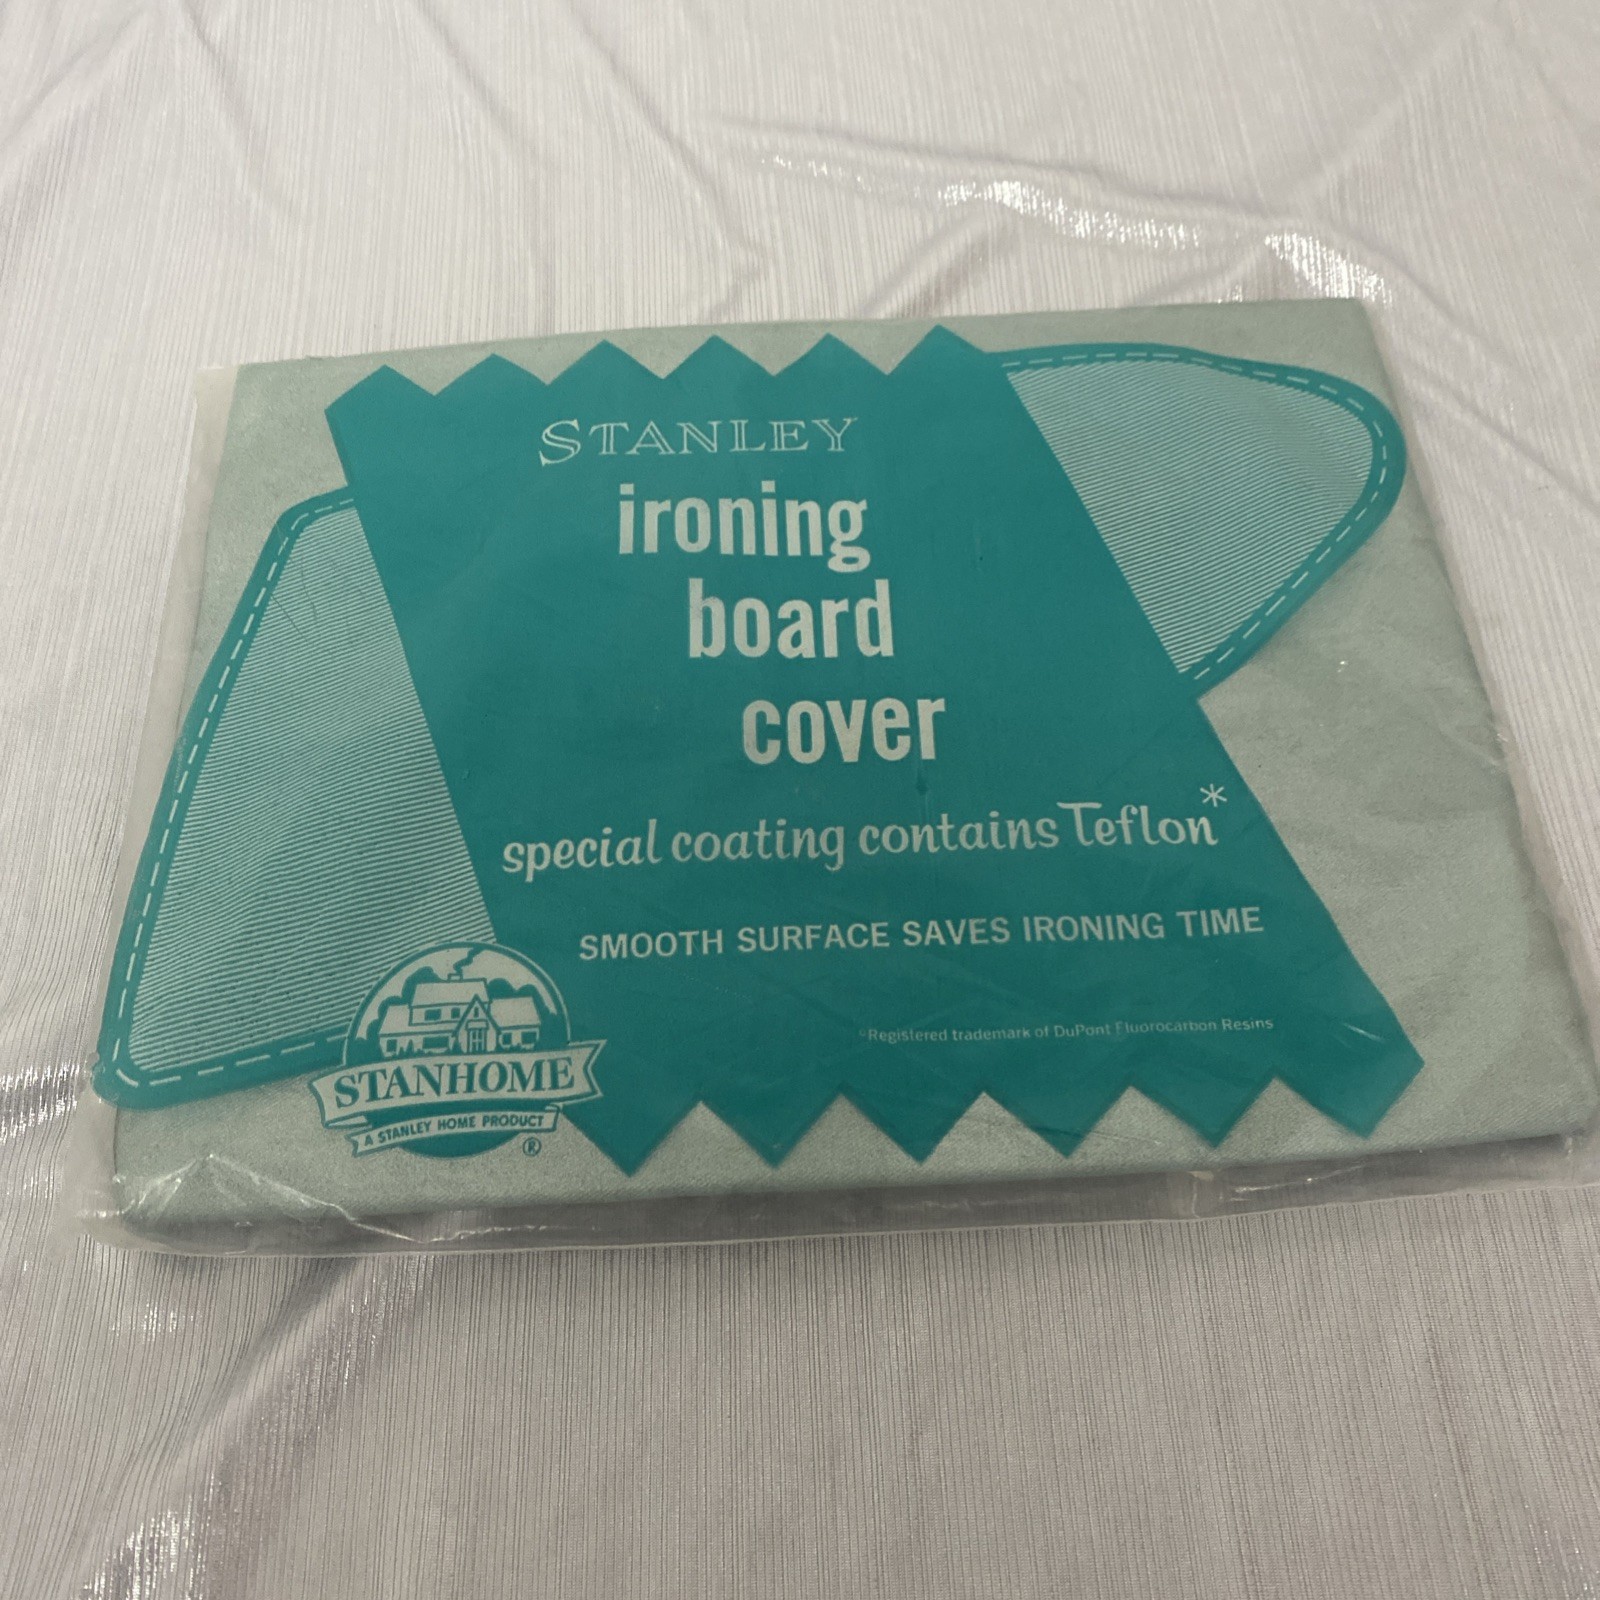 STANLEY
ironing
board
cover
special coating contains Teflon*
SMOOTH SURFACE SAVES IRONING TIME
*Registered trademark of DuPont Fluorocarbon Resins
STANHOME
A STANLEY HOME PRODUCT
®